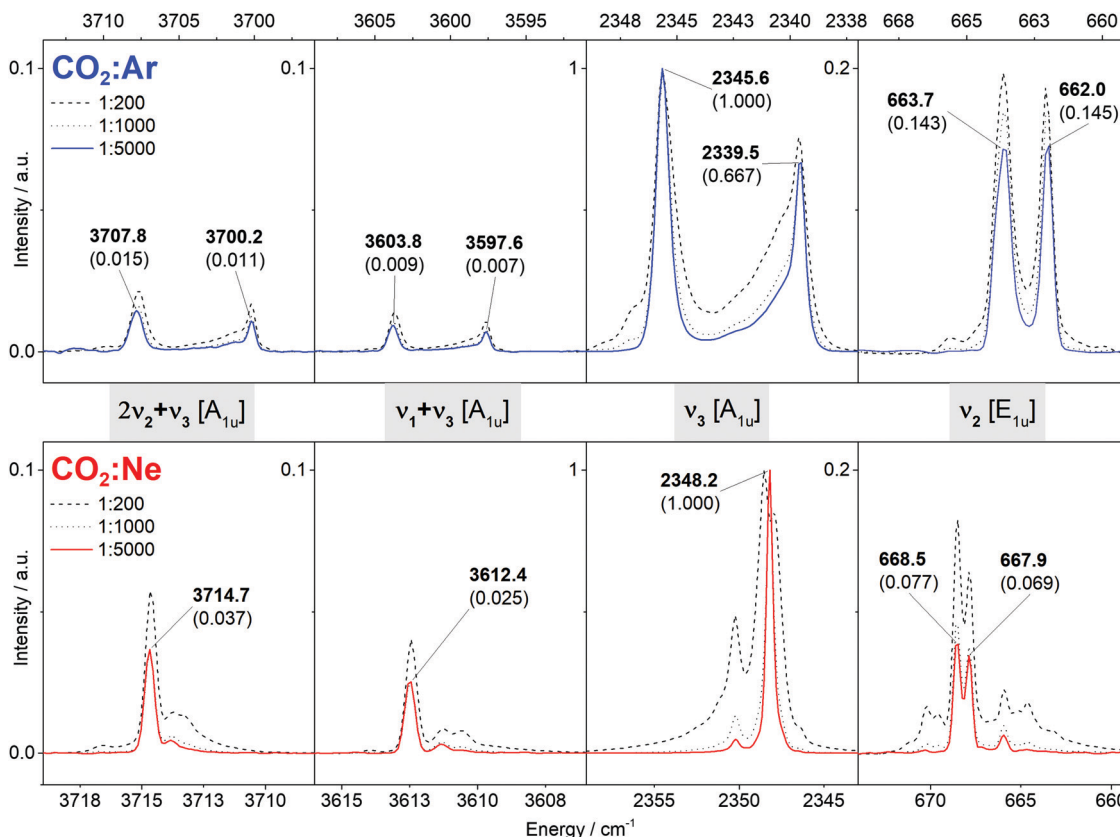 3707 3705 3702 3700
3605 3603 3600 3598 3595
2348 2345 2343 2340 2338
668 665 663 660
Intensity / a.u.
0.1
0.0
CO2:Ar
1:200
1:1000
1:5000
3707.8
(0.015)
3700.2
(0.011)
0.1
3603.8
(0.009)
3597.6
(0.007)
1
2345.6
(1.000)
2339.5
(0.667)
0.2
663.7
(0.143)
662.0
(0.145)
2ν2+ν3 [A1u]
ν1+ν3 [A1u]
ν3 [A1u]
ν2 [E1u]
Intensity / a.u.
0.1
0.0
CO2:Ne
1:200
1:1000
1:5000
3714.7
(0.037)
0.1
3612.4
(0.025)
1
2348.2
(1.000)
0.2
668.5
(0.077)
667.9
(0.069)
3718 3715 3713 3710
3615 3613 3610 3608
2355 2350 2345
670 665
Energy / cm-1